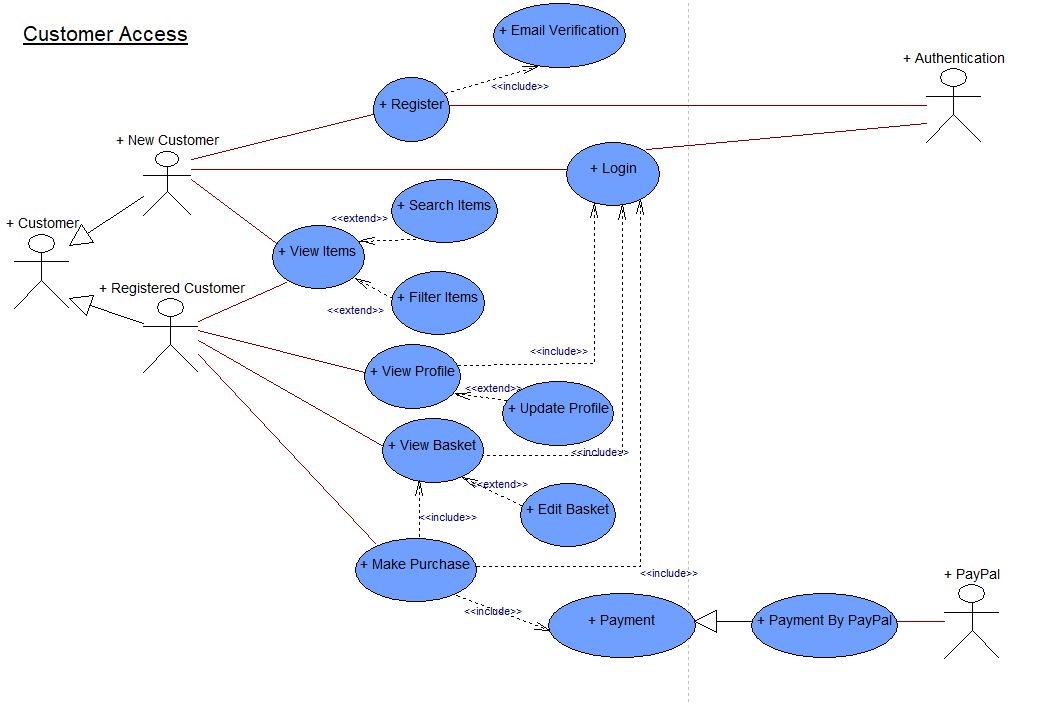 Customer Access
+ Email Verification
+ Authentication
<<include>>
+ Register
+ New Customer
+ Login
+ Search Items
<<extend>>
+ Customer
+ View Items
+ Registered Customer
+ Filter Items
<<extend>>
<<include>>
+ View Profile
<<extend>>
+ Update Profile
+ View Basket
<<include>>
<<extend>>
+ Edit Basket
<<include>>
+ Make Purchase
<<include>>
+ PayPal
<<include>>
+ Payment
+ Payment By PayPal